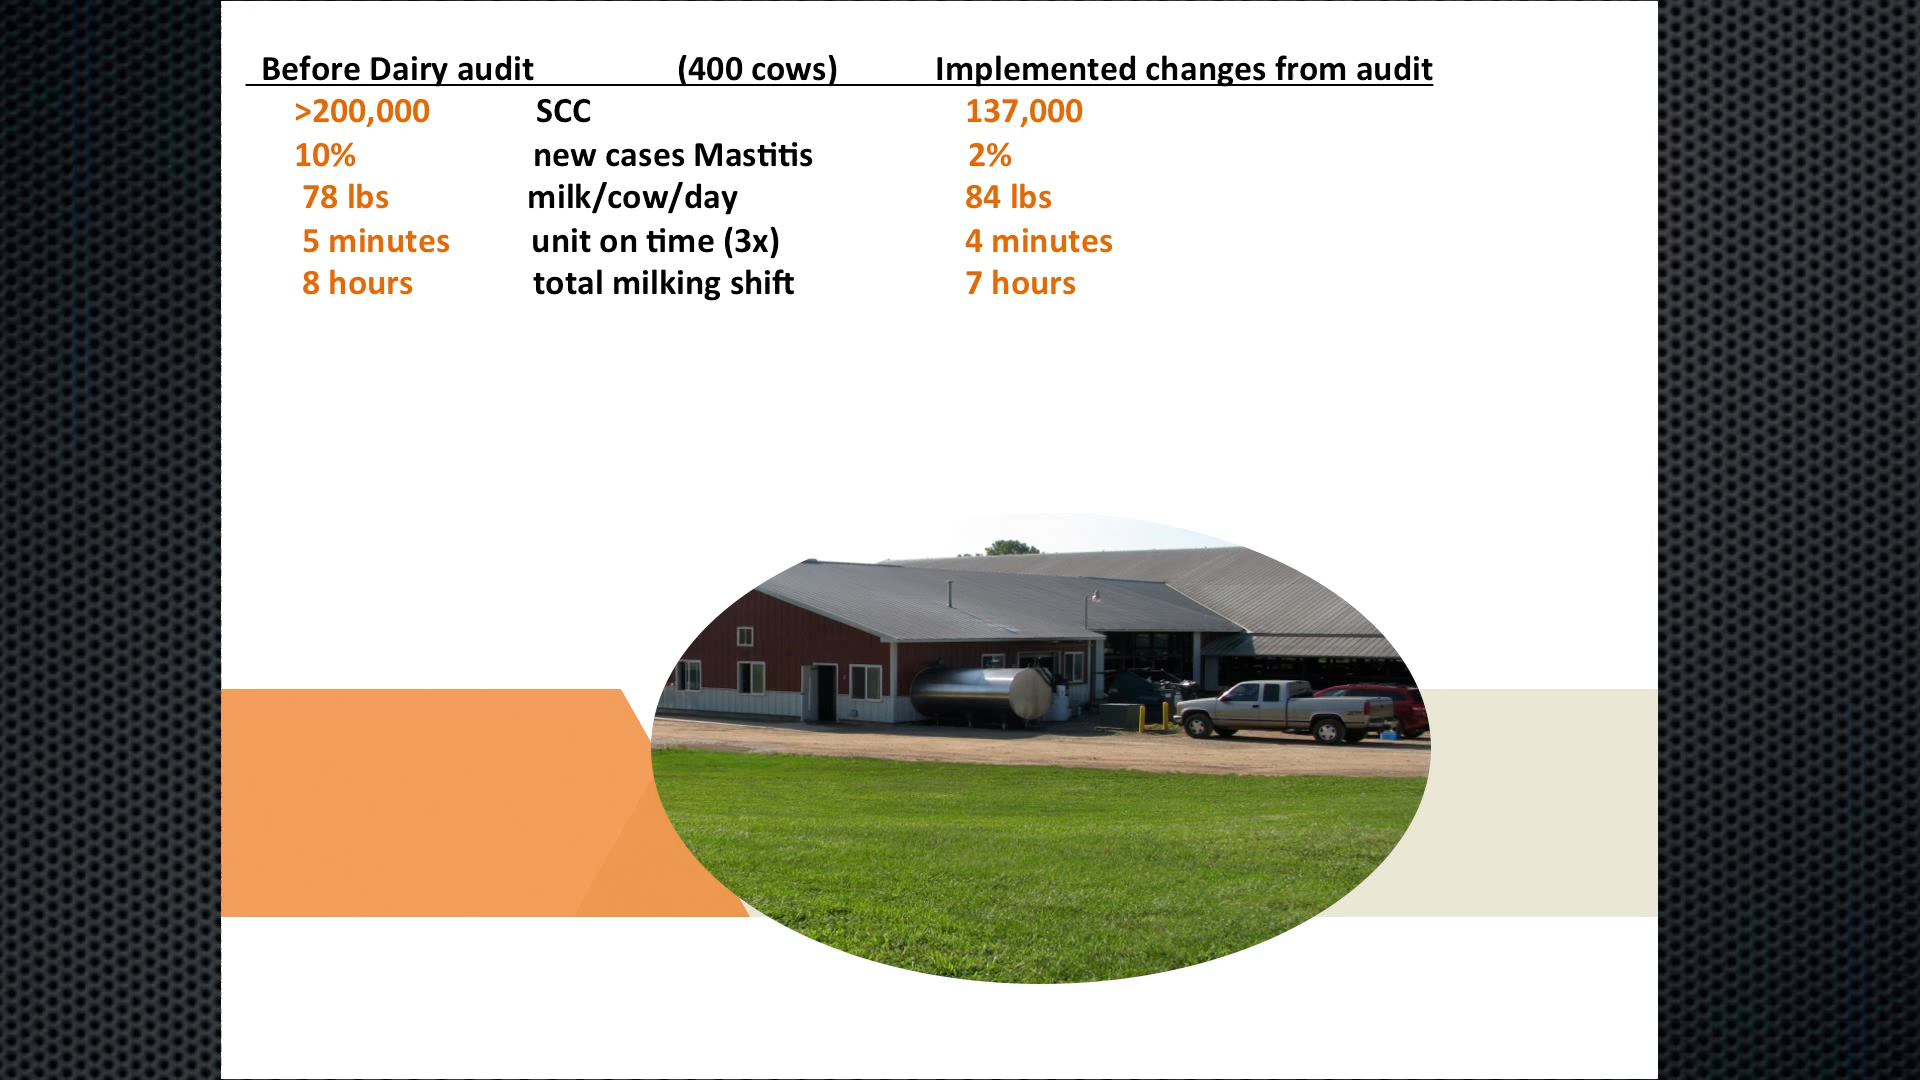 Before Dairy audit (400 cows) Implemented changes from audit
>200,000 SCC 137,000
10% new cases Mastitis 2%
78 lbs milk/cow/day 84 lbs
5 minutes unit on time (3x) 4 minutes
8 hours total milking shift 7 hours